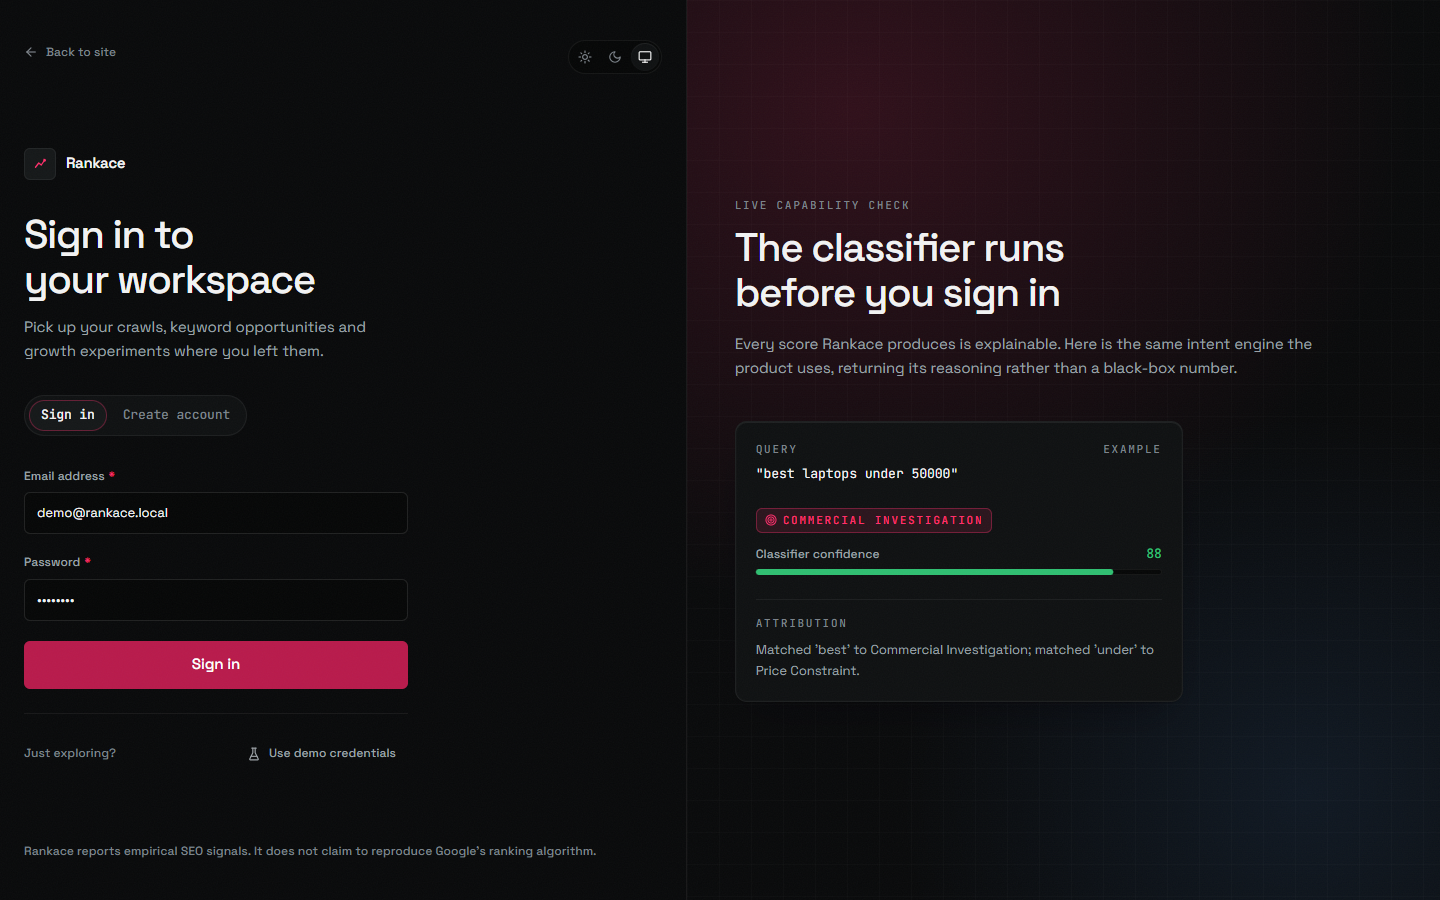 Back to site
Rankace
Sign in to
your workspace
Pick up your crawls, keyword opportunities and
growth experiments where you left them.
Sign in
Create account
Email address *
demo@rankace.local
Password *
••••••••
Sign in
Just exploring?
Use demo credentials
Rankace reports empirical SEO signals. It does not claim to reproduce Google's ranking algorithm.
LIVE CAPABILITY CHECK
The classifier runs
before you sign in
Every score Rankace produces is explainable. Here is the same intent engine the
product uses, returning its reasoning rather than a black-box number.
QUERY
EXAMPLE
"best laptops under 50000"
COMMERCIAL INVESTIGATION
Classifier confidence
88
ATTRIBUTION
Matched 'best' to Commercial Investigation; matched 'under' to
Price Constraint.